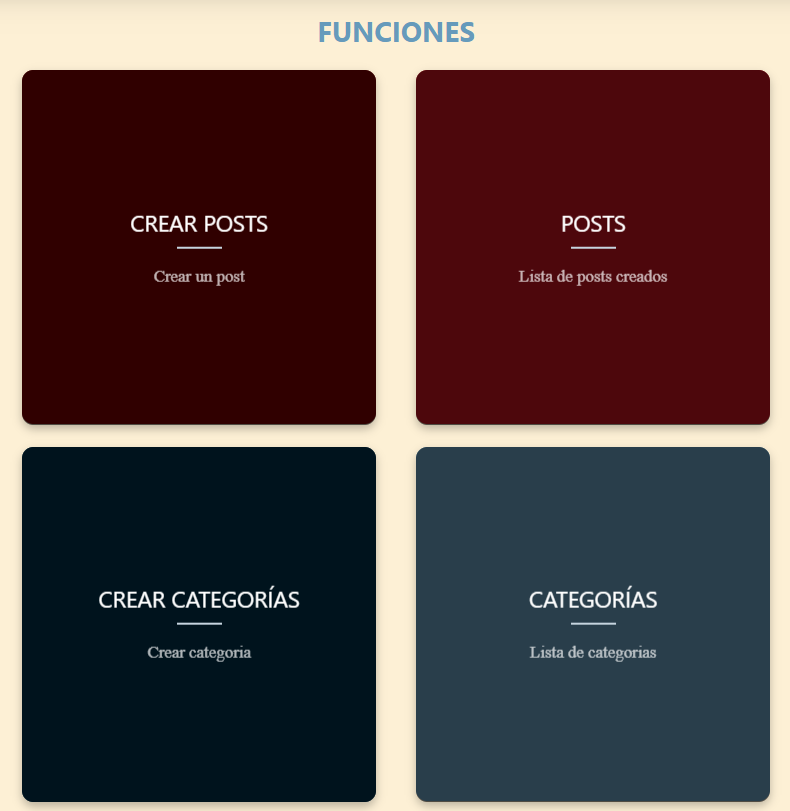 FUNCIONES
CREAR POSTS
Crear un post
POSTS
Lista de posts creados
CREAR CATEGORÍAS
Crear categoria
CATEGORÍAS
Lista de categorias